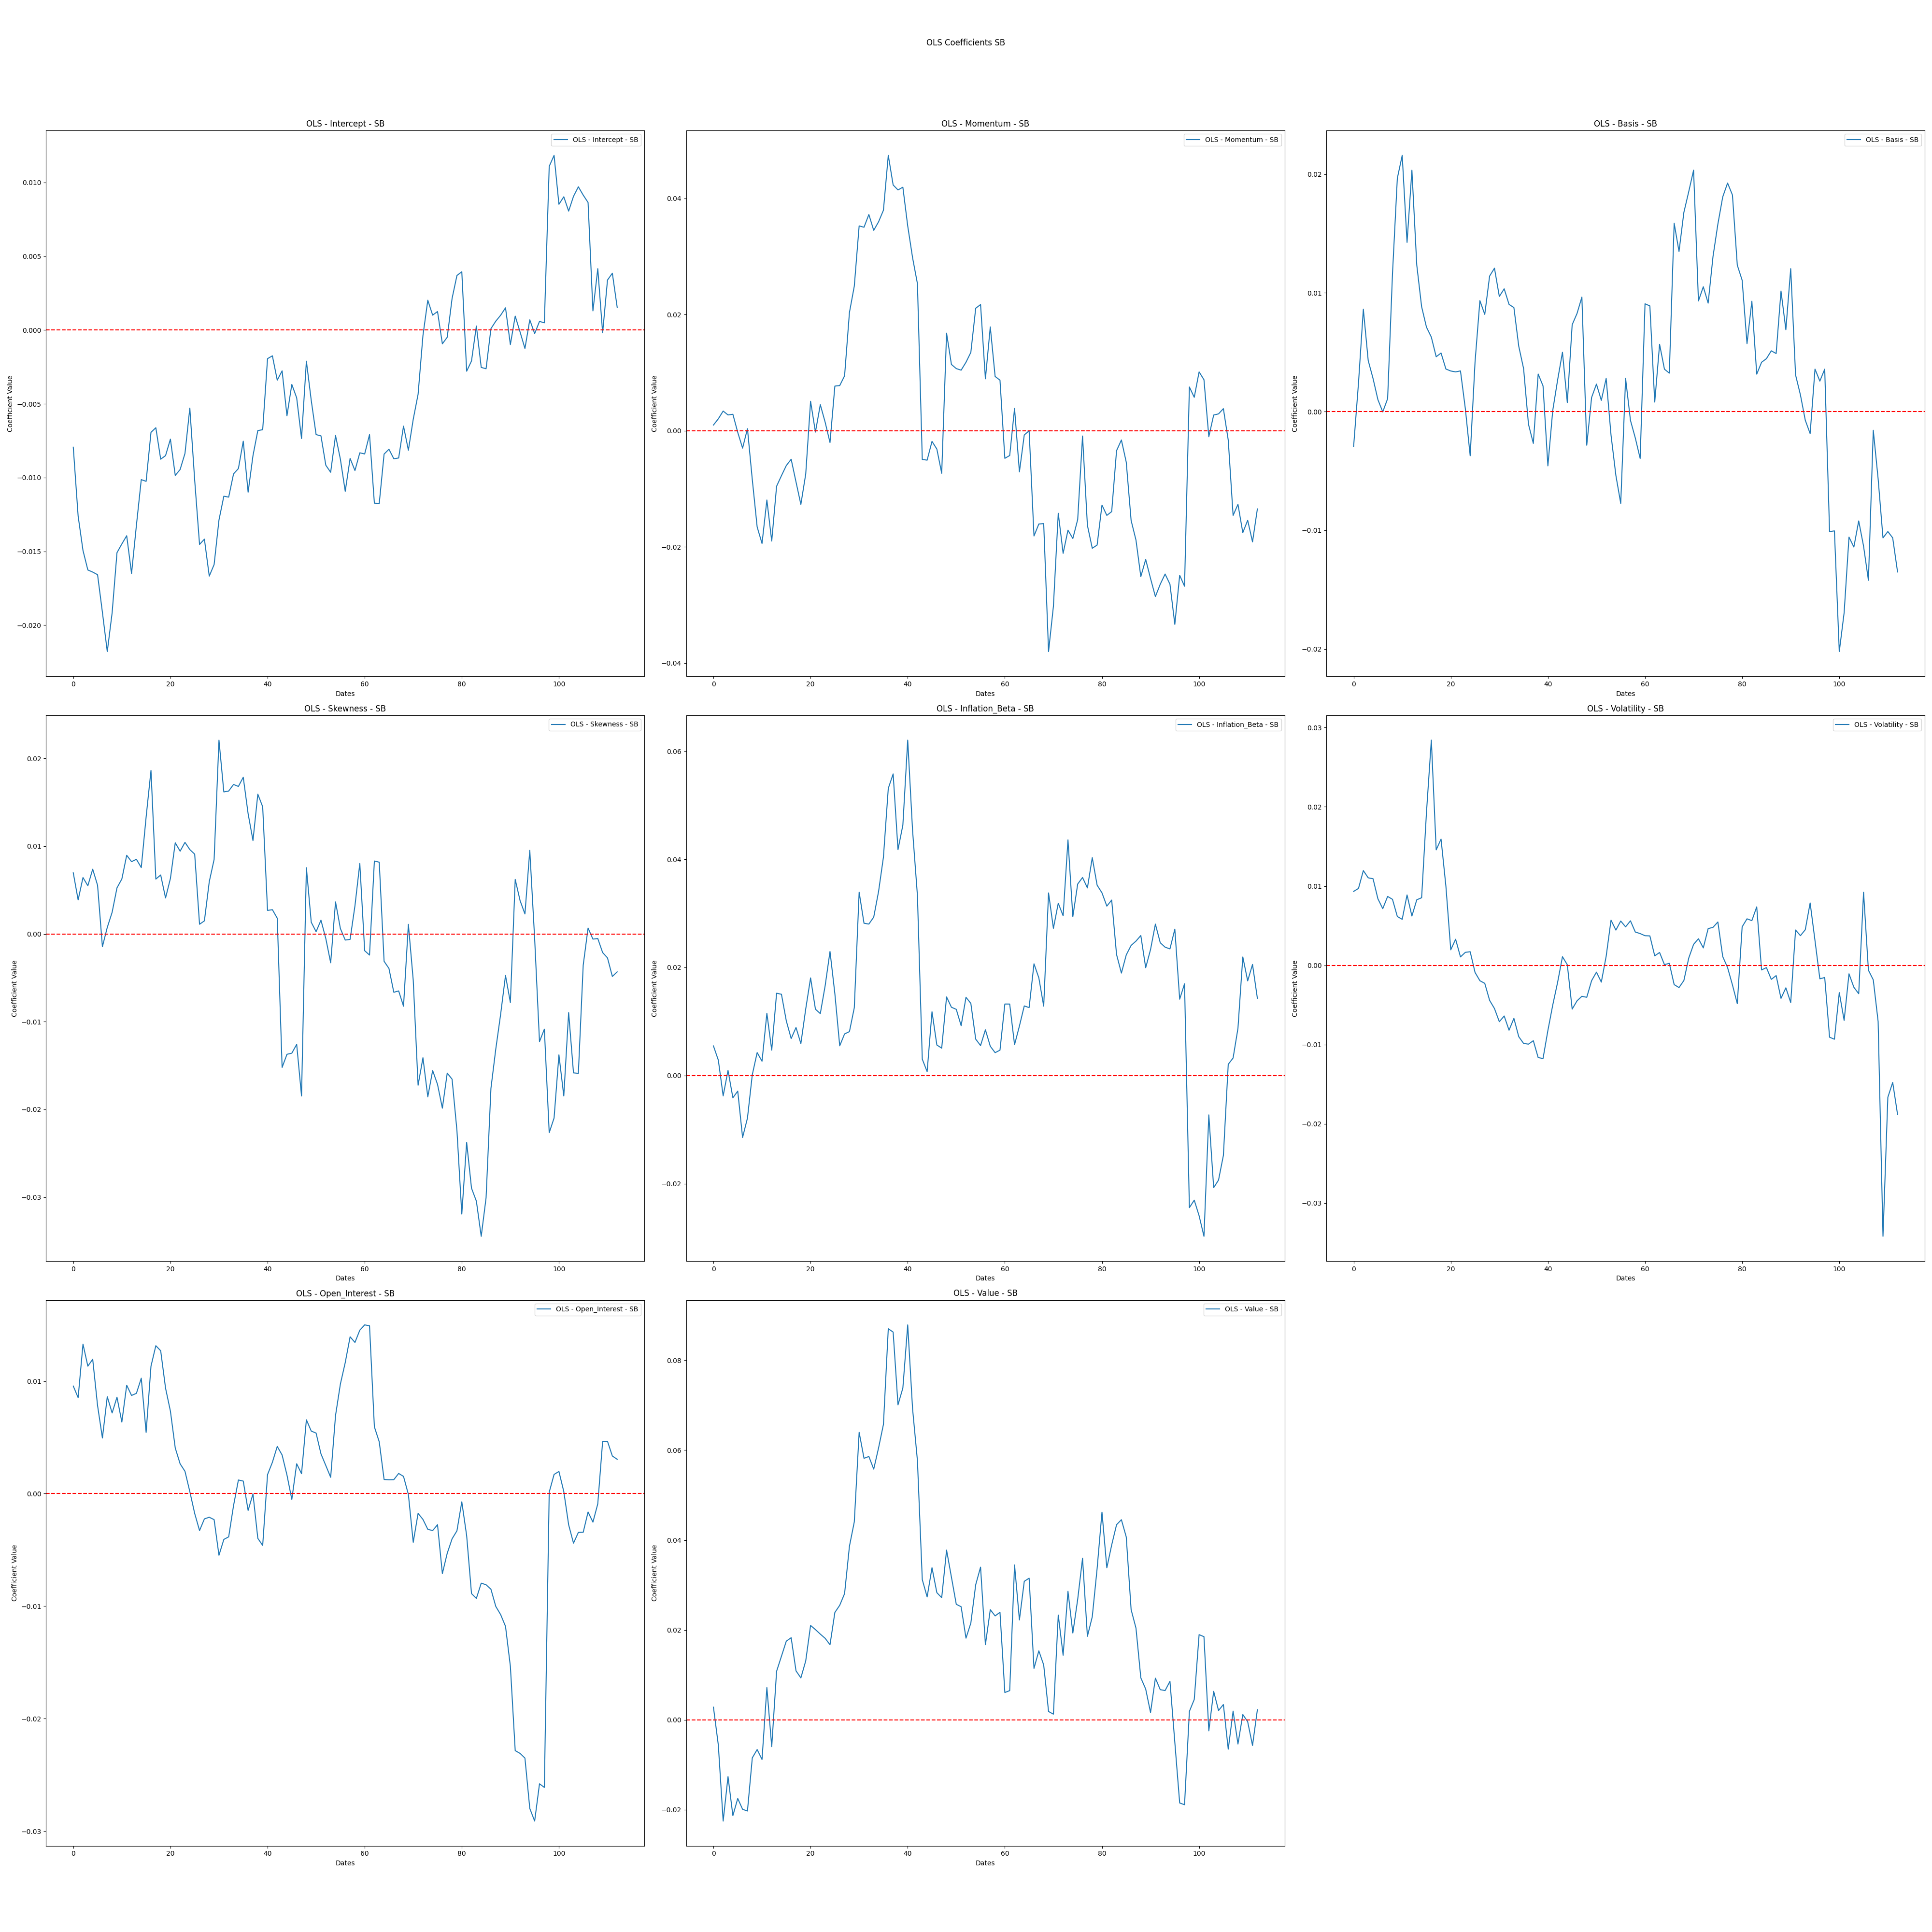 OLS Coefficients SB
OLS - Intercept - SB
OLS - Intercept - SB
Coefficient Value
0.010
0.005
0.000
−0.005
−0.010
−0.015
−0.020
0 20 40 60 80 100
Dates
OLS - Momentum - SB
OLS - Momentum - SB
Coefficient Value
0.04
0.02
0.00
−0.02
−0.04
0 20 40 60 80 100
Dates
OLS - Basis - SB
OLS - Basis - SB
Coefficient Value
0.02
0.01
0.00
−0.01
−0.02
0 20 40 60 80 100
Dates
OLS - Skewness - SB
OLS - Skewness - SB
Coefficient Value
0.02
0.01
0.00
−0.01
−0.02
−0.03
0 20 40 60 80 100
Dates
OLS - Inflation_Beta - SB
OLS - Inflation_Beta - SB
Coefficient Value
0.06
0.04
0.02
0.00
−0.02
0 20 40 60 80 100
Dates
OLS - Volatility - SB
OLS - Volatility - SB
Coefficient Value
0.03
0.02
0.01
0.00
−0.01
−0.02
−0.03
0 20 40 60 80 100
Dates
OLS - Open_Interest - SB
OLS - Open_Interest - SB
Coefficient Value
0.01
0.00
−0.01
−0.02
−0.03
0 20 40 60 80 100
Dates
OLS - Value - SB
OLS - Value - SB
Coefficient Value
0.08
0.06
0.04
0.02
0.00
−0.02
0 20 40 60 80 100
Dates